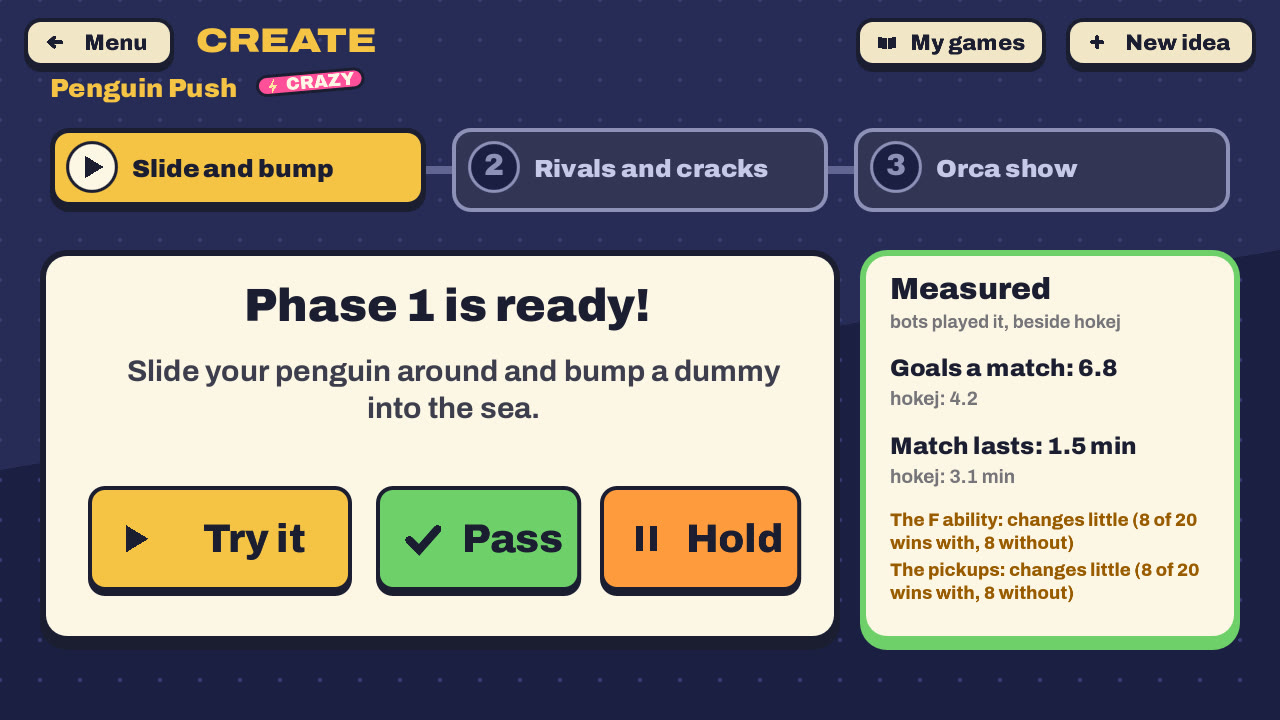 Menu
CREATE
My games
New idea
Penguin Push
CRAZY
Slide and bump
2
Rivals and cracks
3
Orca show
Phase 1 is ready!
Slide your penguin around and bump a dummy
into the sea.
Try it
Pass
Hold
Measured
bots played it, beside hokej
Goals a match: 6.8
hokej: 4.2
Match lasts: 1.5 min
hokej: 3.1 min
The F ability: changes little (8 of 20
wins with, 8 without)
The pickups: changes little (8 of 20
wins with, 8 without)